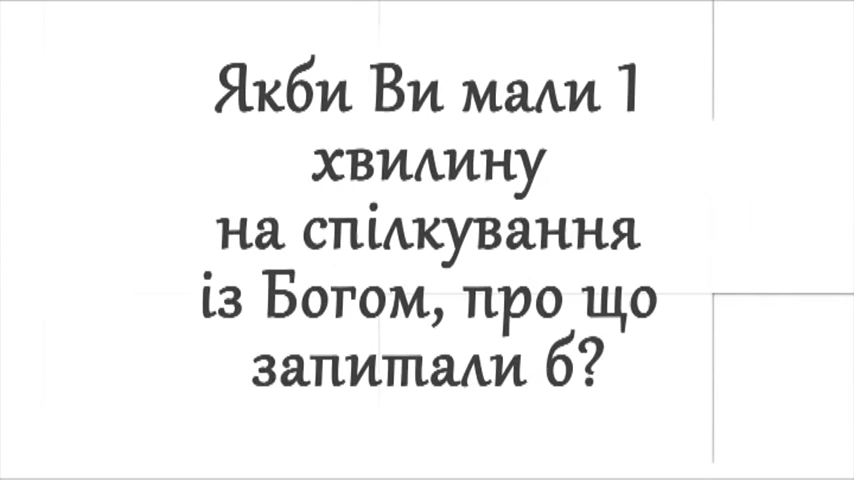 Якби Ви мали 1
хвилину
на спілкування
із Богом, про що
запитали б?